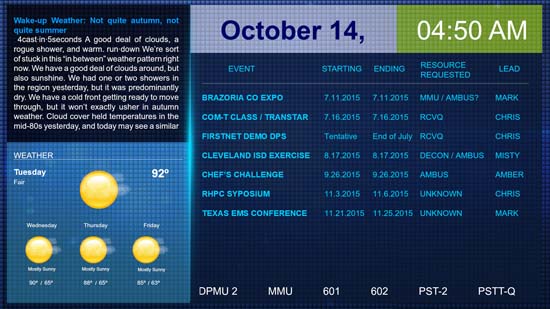 Wake-up Weather: Not quite autumn, not
quite summer
4cast-in-5seconds A good deal of clouds, a
rogue shower, and warm. run-down We're sort
of stuck in this "in between" weather pattern right
now. We have a good deal of clouds around, but
also sunshine. We had one or two showers in
the region yesterday, but it was predominantly
dry. We have a cold front getting ready to move
through, but it won't exactly usher in autumn
weather. Cloud cover held temperatures in the
mid-80s yesterday, and today may see a similar
WEATHER
Tuesday
Fair
92º
Wednesday Thursday Friday
Mostly Sunny Mostly Sunny Mostly Sunny
90º / 65º 88º / 65º 85º / 63º
October 14,
04:50 AM
EVENT STARTING ENDING RESOURCE REQUESTED LEAD
BRAZORIA CO EXPO 7.11.2015 7.11.2015 MMU / AMBUS? MARK
COM-T CLASS / TRANSTAR 7.16.2015 7.16.2015 RCVQ CHRIS
FIRSTNET DEMO DPS Tentative End of July RCVQ CHRIS
CLEVELAND ISD EXERCISE 8.17.2015 8.17.2015 DECON / AMBUS MISTY
CHEF'S CHALLENGE 9.26.2015 9.26.2015 AMBUS AMBER
RHPC SYPOSIUM 11.3.2015 11.6.2015 UNKNOWN CHRIS
TEXAS EMS CONFERENCE 11.21.2015 11.25.2015 UNKNOWN MARK
DPMU 2 MMU 601 602 PST-2 PSTT-Q